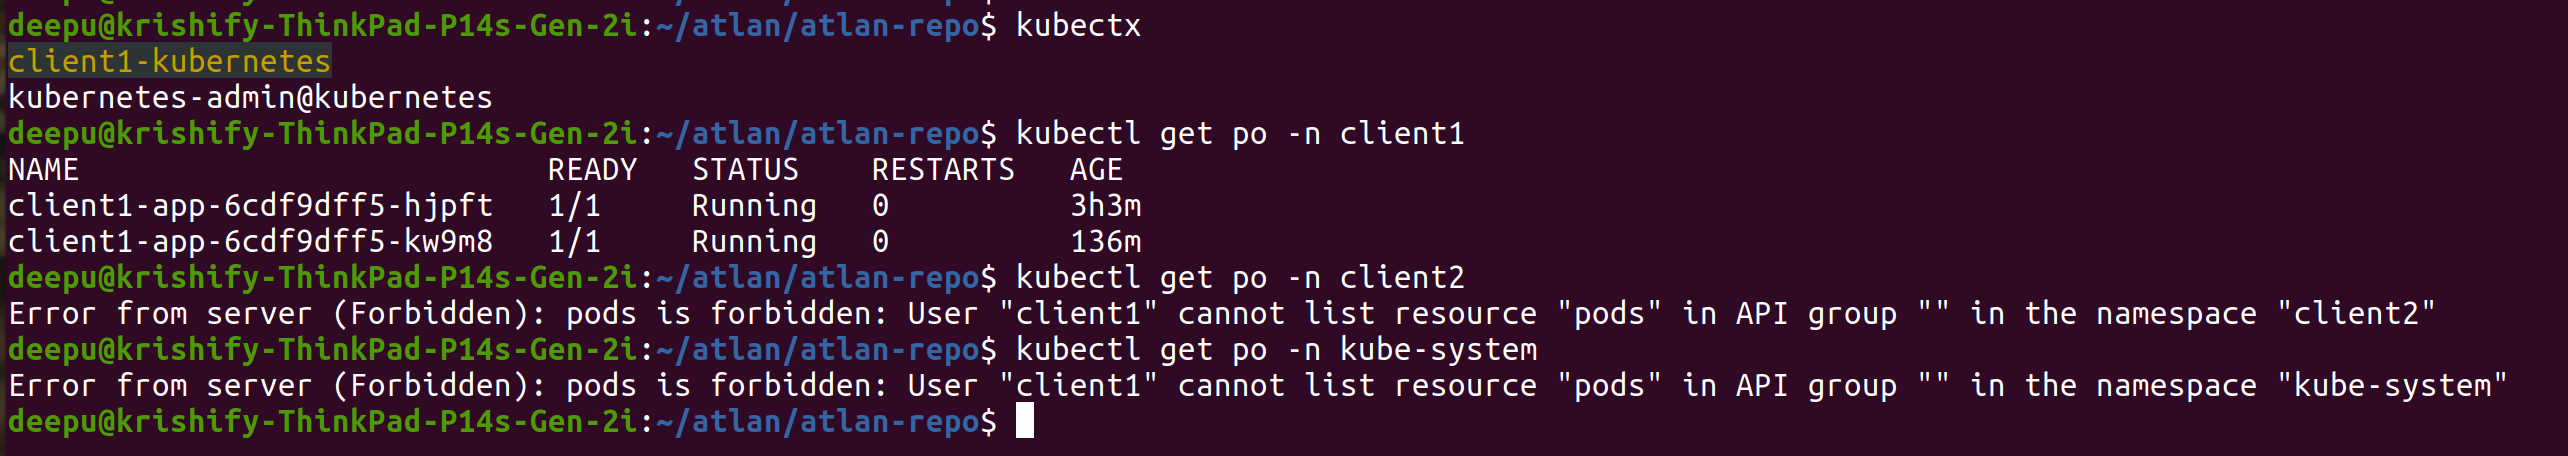 deepu@krishify-ThinkPad-P14s-Gen-2i:~/atlan/atlan-repo$ kubectx
client1-kubernetes
kubernetes-admin@kubernetes
deepu@krishify-ThinkPad-P14s-Gen-2i:~/atlan/atlan-repo$ kubectl get po -n client1
NAME                          READY   STATUS    RESTARTS   AGE
client1-app-6cdf9dff5-hjpft   1/1     Running   0          3h3m
client1-app-6cdf9dff5-kw9m8   1/1     Running   0          136m
deepu@krishify-ThinkPad-P14s-Gen-2i:~/atlan/atlan-repo$ kubectl get po -n client2
Error from server (Forbidden): pods is forbidden: User "client1" cannot list resource "pods" in API group "" in the namespace "client2"
deepu@krishify-ThinkPad-P14s-Gen-2i:~/atlan/atlan-repo$ kubectl get po -n kube-system
Error from server (Forbidden): pods is forbidden: User "client1" cannot list resource "pods" in API group "" in the namespace "kube-system"
deepu@krishify-ThinkPad-P14s-Gen-2i:~/atlan/atlan-repo$